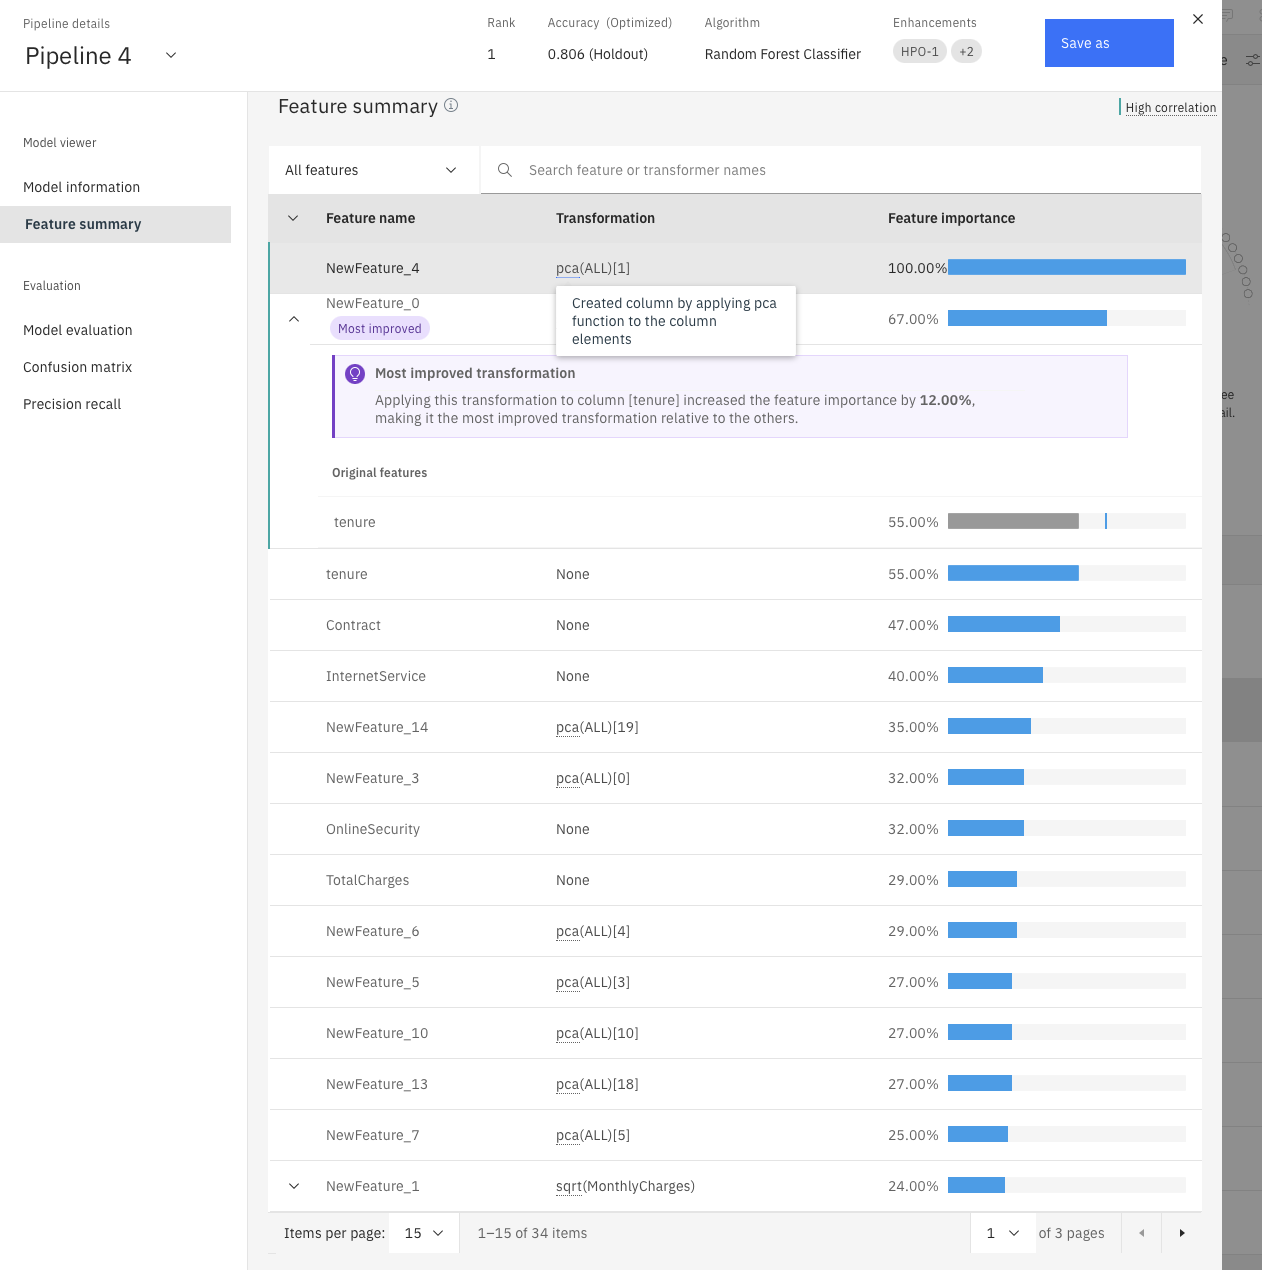 Pipeline details
Pipeline 4
Rank
1
Accuracy (Optimized)
0.806 (Holdout)
Algorithm
Random Forest Classifier
Enhancements
HPO-1
+2
Save as
Model viewer
Model information
Feature summary
Evaluation
Model evaluation
Confusion matrix
Precision recall
Feature summary
High correlation
All features
Search feature or transformer names
Feature name Transformation Feature importance
NewFeature_4 pca(ALL)[1] 100.00%
NewFeature_0
Most improved
67.00%
Created column by applying pca
function to the column
elements
Most improved transformation
Applying this transformation to column [tenure] increased the feature importance by 12.00%,
making it the most improved transformation relative to the others.
Original features
tenure 55.00%
tenure None 55.00%
Contract None 47.00%
InternetService None 40.00%
NewFeature_14 pca(ALL)[19] 35.00%
NewFeature_3 pca(ALL)[0] 32.00%
OnlineSecurity None 32.00%
TotalCharges None 29.00%
NewFeature_6 pca(ALL)[4] 29.00%
NewFeature_5 pca(ALL)[3] 27.00%
NewFeature_10 pca(ALL)[10] 27.00%
NewFeature_13 pca(ALL)[18] 27.00%
NewFeature_7 pca(ALL)[5] 25.00%
NewFeature_1 sqrt(MonthlyCharges) 24.00%
Items per page: 15 1–15 of 34 items 1 of 3 pages